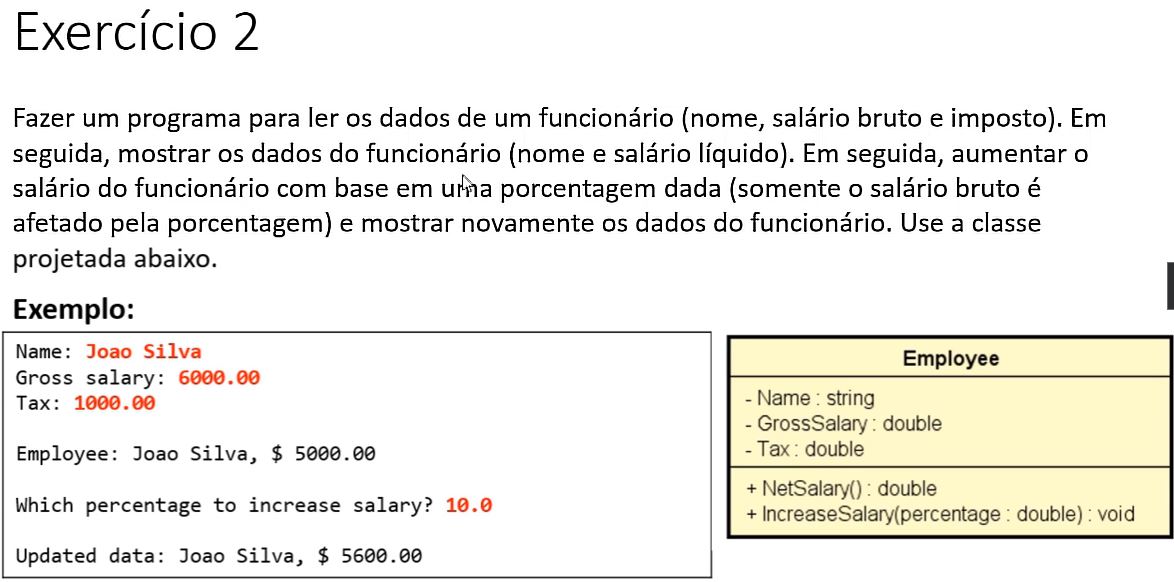 Exercício 2
Fazer um programa para ler os dados de um funcionário (nome, salário bruto e imposto). Em
seguida, mostrar os dados do funcionário (nome e salário líquido). Em seguida, aumentar o
salário do funcionário com base em uma porcentagem dada (somente o salário bruto é
afetado pela porcentagem) e mostrar novamente os dados do funcionário. Use a classe
projetada abaixo.
Exemplo:
Name: Joao Silva
Gross salary: 6000.00
Tax: 1000.00
Employee: Joao Silva, $ 5000.00
Which percentage to increase salary? 10.0
Updated data: Joao Silva, $ 5600.00
Employee
- Name : string
- GrossSalary : double
- Tax : double
+ NetSalary() : double
+ IncreaseSalary(percentage : double) : void